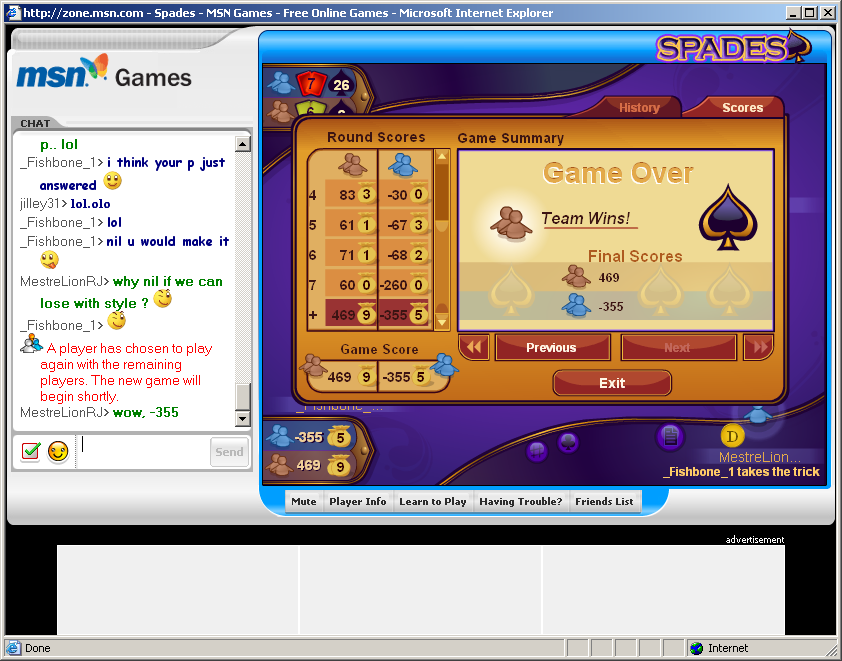 http://zone.msn.com - Spades - MSN Games - Free Online Games - Microsoft Internet Explorer
msn Games
CHAT
p.. lol
_Fishbone_1> i think your p just
answered
jilley31> lol.olo
_Fishbone_1> lol
_Fishbone_1> nil u would make it
MestreLionRJ> why nil if we can
lose with style ?
_Fishbone_1>
A player has chosen to play
again with the remaining
players. The new game will
begin shortly.
MestreLionRJ> wow, -355
Send
SPADES
7 26
6
History
Scores
Round Scores
4 83 3 -30 0
5 61 1 -67 3
6 71 1 -68 2
7 60 0 -260 0
+ 469 9 -355 5
Game Score
469 9 -355 5
Game Summary
Game Over
Team Wins!
Final Scores
469
-355
Previous
Next
Exit
_Fishbone_...
-355 5
469 9
D
MestreLion...
_Fishbone_1 takes the trick
Mute
Player Info
Learn to Play
Having Trouble?
Friends List
advertisement
Done
Internet